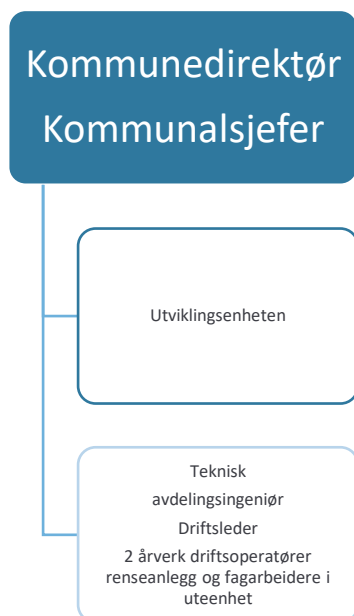 Kommunedirektør
Kommunalsjefer
Utviklingsenheten
Teknisk
avdelingsingeniør
Driftsleder
2 årverk driftsoperatører
renseanlegg og fagarbeidere i
uteenhet